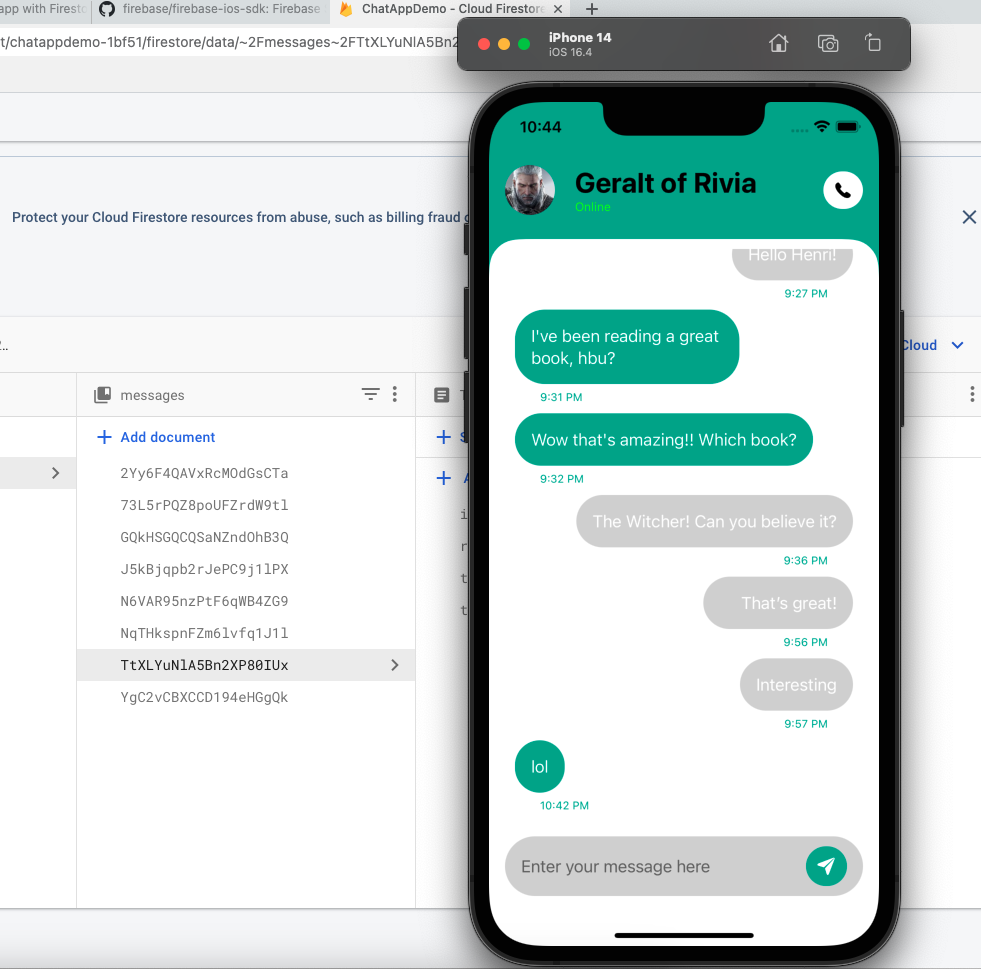 app with Firesto
firebase/firebase-ios-sdk: Firebase
ChatAppDemo - Cloud Firestore
t/chatappdemo-1bf51/firestore/data/~2Fmessages~2FTtXLYuNlA5Bn2
iPhone 14
iOS 16.4
10:44
Geralt of Rivia
Online
Protect your Cloud Firestore resources from abuse, such as billing fraud
Hello Henri!
9:27 PM
I've been reading a great
book, hbu?
9:31 PM
Wow that's amazing!! Which book?
9:32 PM
The Witcher! Can you believe it?
9:36 PM
That's great!
9:56 PM
Interesting
9:57 PM
lol
10:42 PM
Enter your message here
Cloud
messages
Add document
2Yy6F4QAVxRcMOdGsCTa
73L5rPQZ8poUFZrdW9tl
GQkHSGQCQSaNZndOhB3Q
J5kBjqpb2rJePC9j1lPX
N6VAR95nzPtF6qWB4ZG9
NqTHkspnFZm6lvfq1J1l
TtXLYuNlA5Bn2XP80IUx
YgC2vCBXCCD194eHGgQk